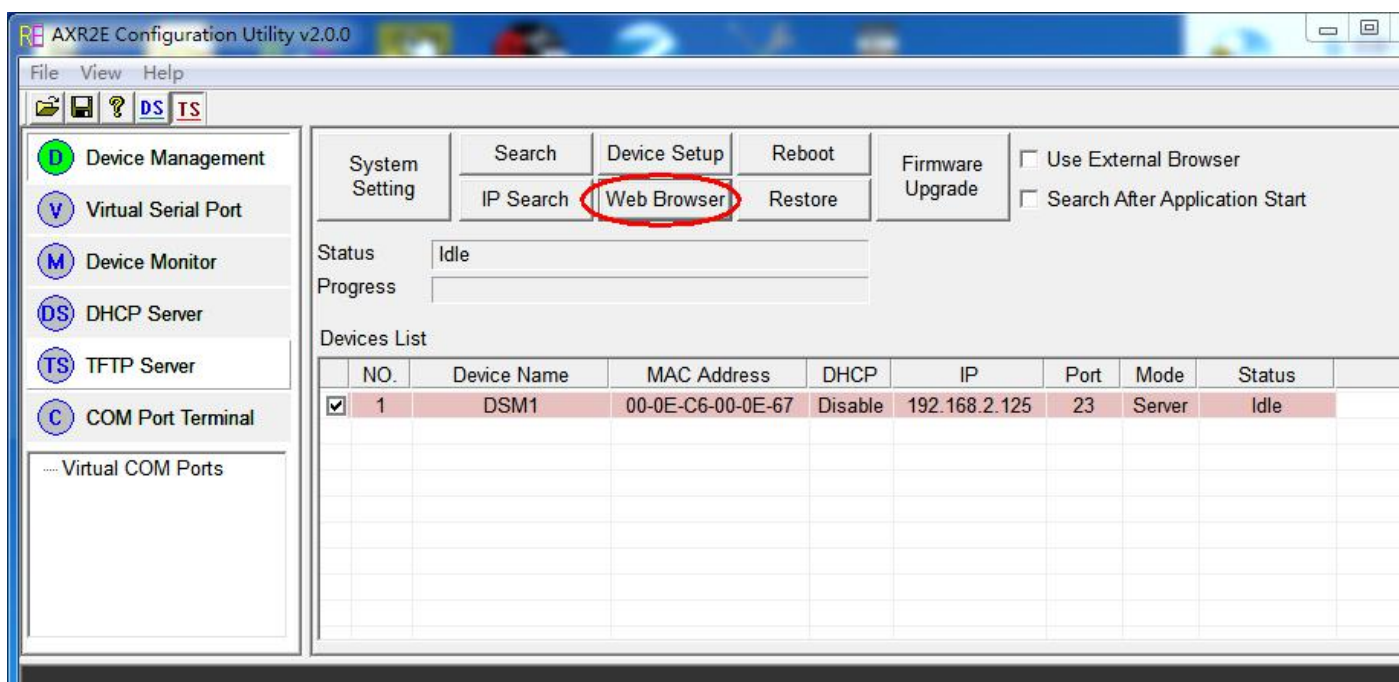 RE AXR2E Configuration Utility v2.0.0
File View Help
DS TS
D Device Management
V Virtual Serial Port
M Device Monitor
DS DHCP Server
TS TFTP Server
C COM Port Terminal
Virtual COM Ports
System Setting
Search Device Setup Reboot
IP Search Web Browser Restore
Firmware Upgrade
Use External Browser
Search After Application Start
Status Idle
Progress
Devices List
NO. Device Name MAC Address DHCP IP Port Mode Status
1 DSM1 00-0E-C6-00-0E-67 Disable 192.168.2.125 23 Server Idle